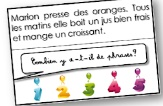 Marion presse des oranges. Tous
les matins elle boit un jus bien frais
et mange un croissant.
Combien y a-t-il de phrases?
1 2 3 4 5